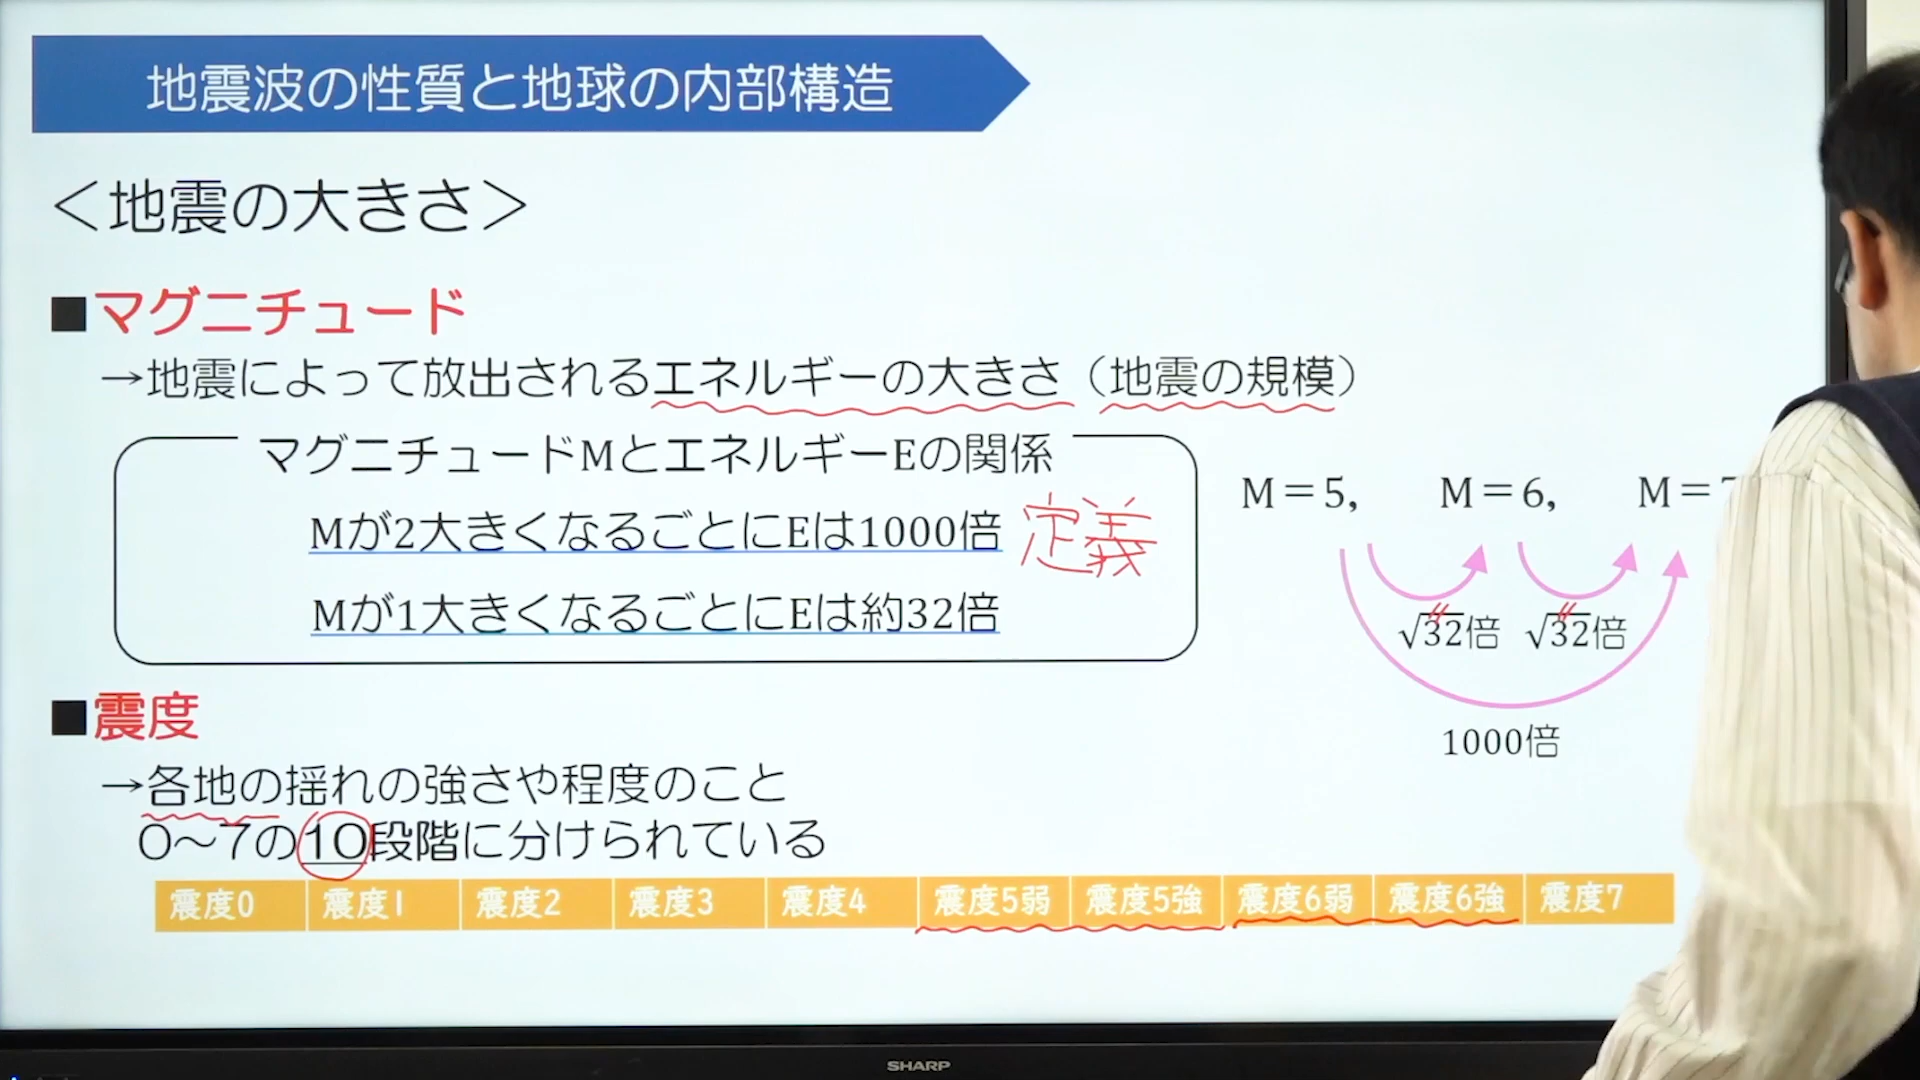 地震波の性質と地球の内部構造
＜地震の大きさ＞
■マグニチュード
→地震によって放出されるエネルギーの大きさ（地震の規模）
マグニチュードMとエネルギーEの関係
Mが2大きくなるごとにEは1000倍 定義
Mが1大きくなるごとにEは約32倍
M＝5, M＝6, M＝7
√32倍 √32倍
1000倍
■震度
→各地の揺れの強さや程度のこと
0～7の10段階に分けられている
震度0 震度1 震度2 震度3 震度4 震度5弱 震度5強 震度6弱 震度6強 震度7
SHARP